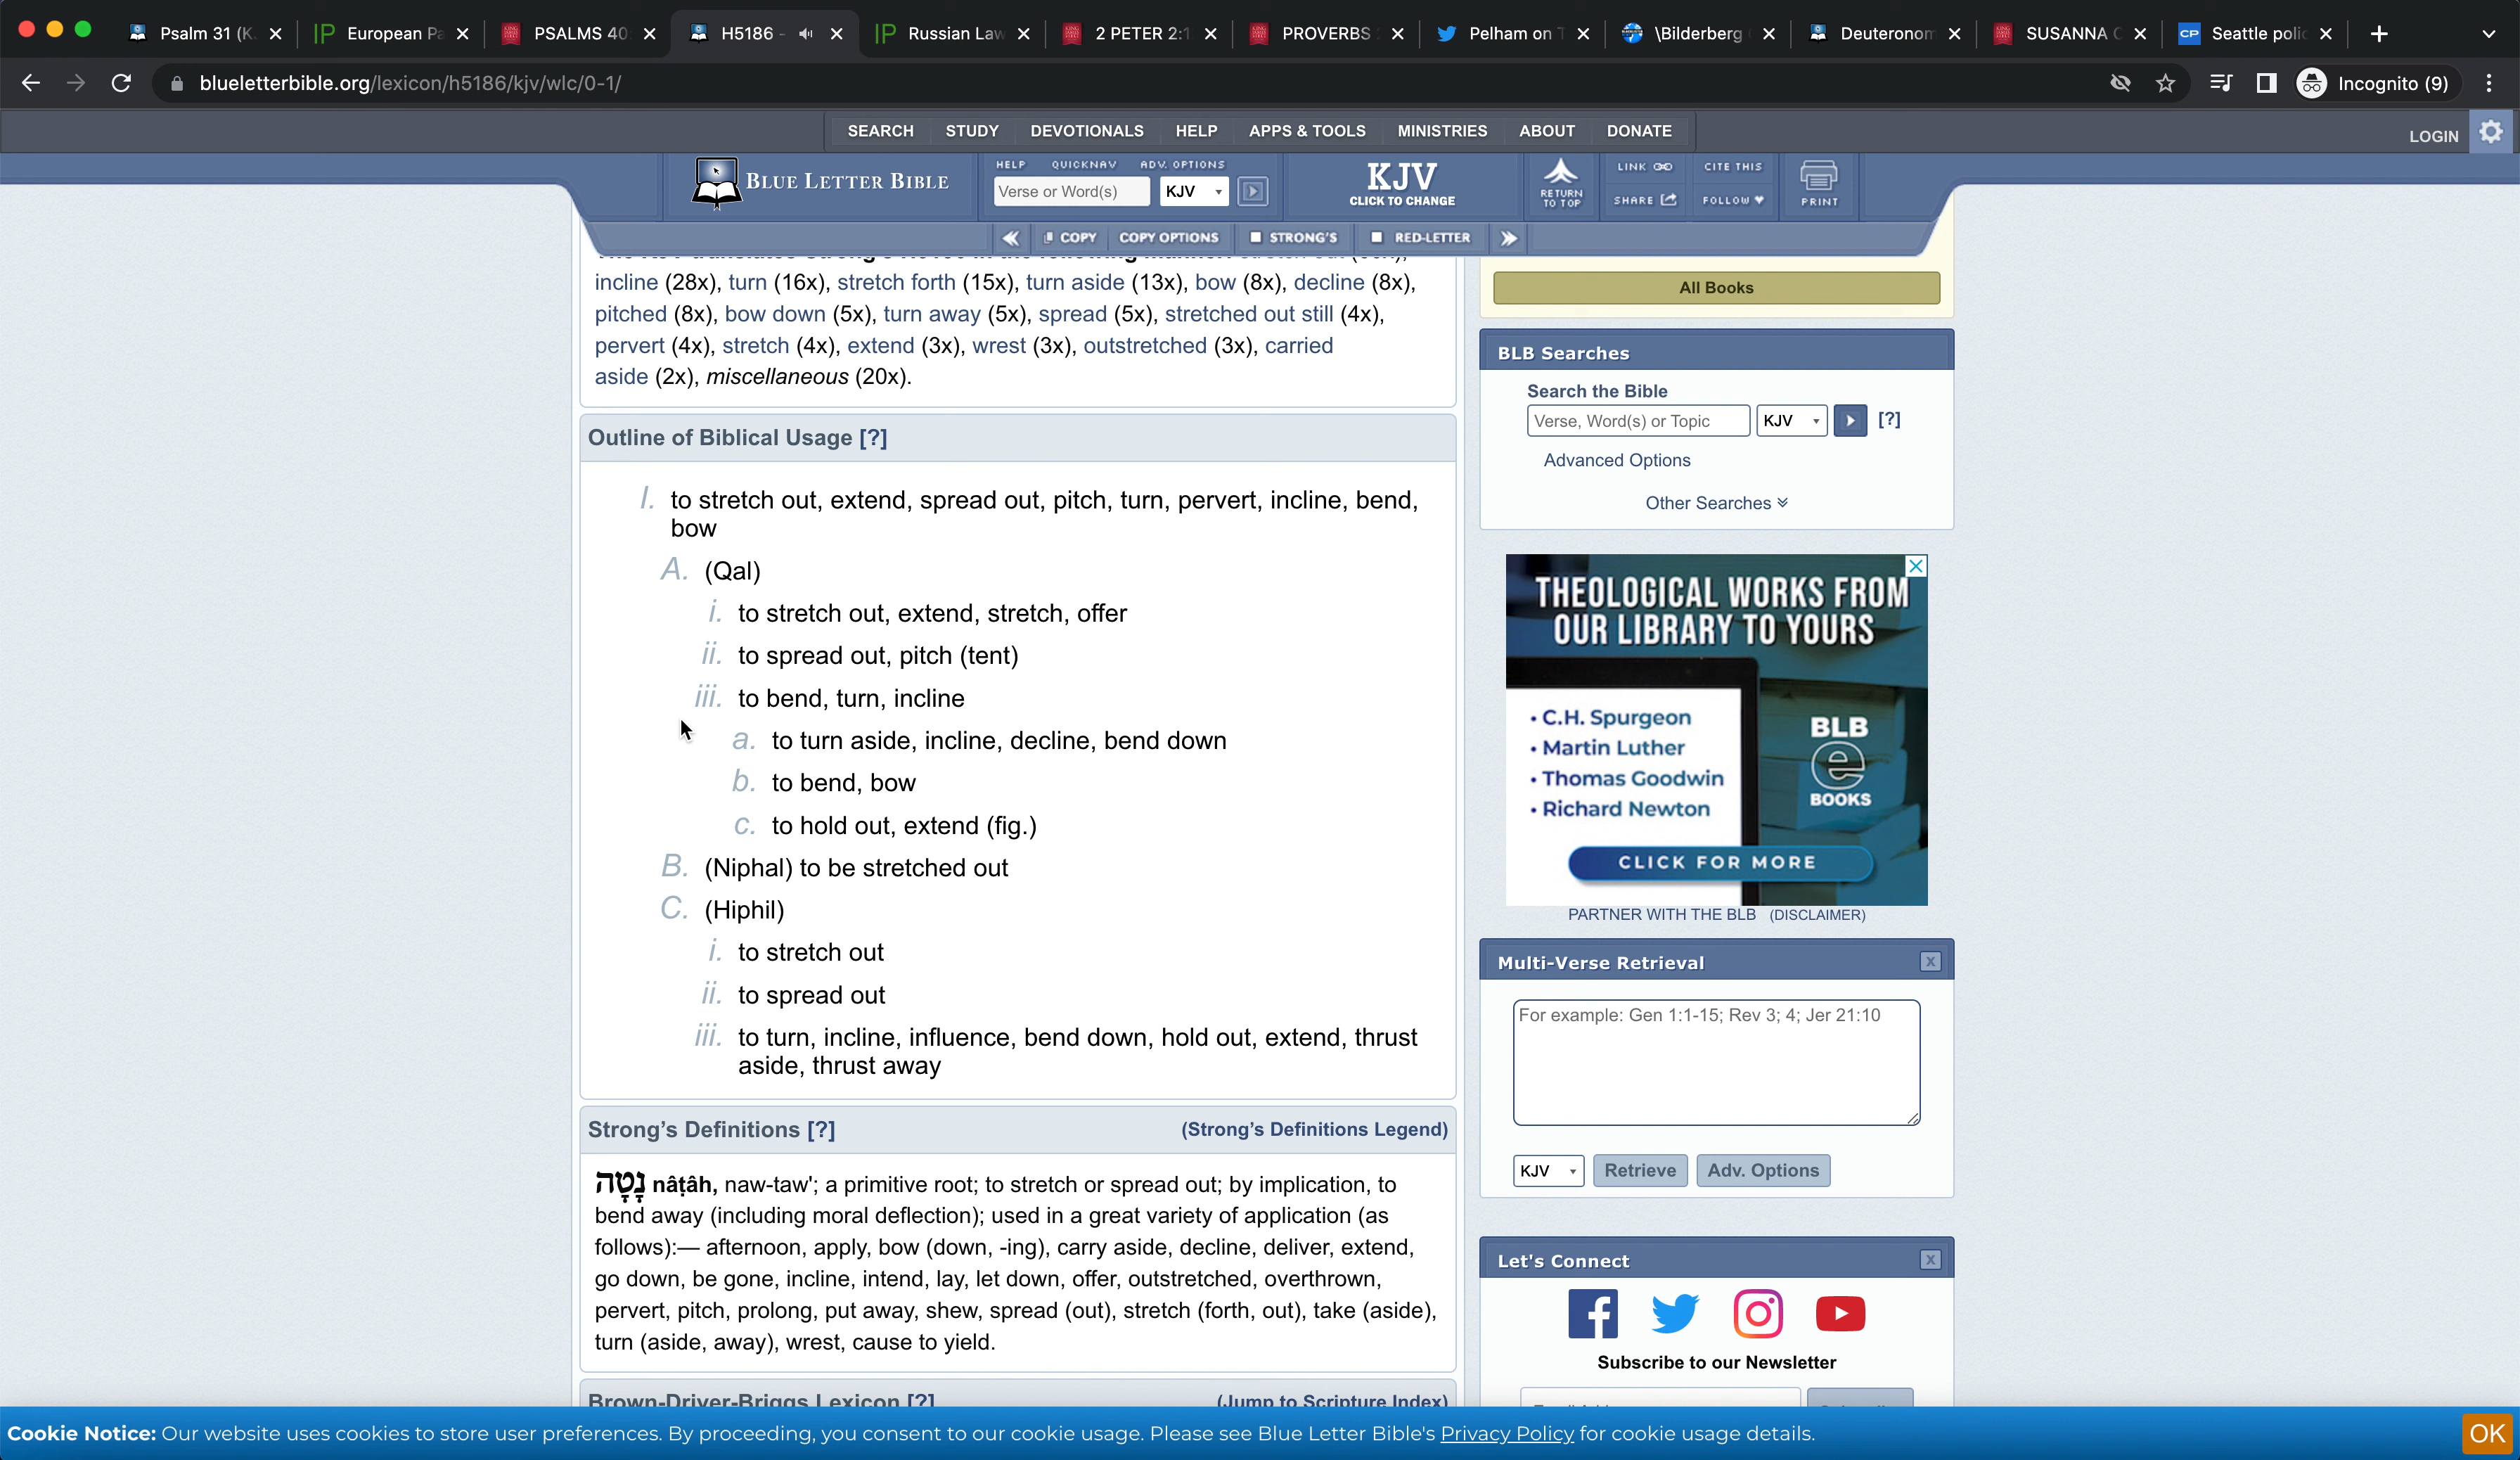 Psalm 31 (K
European Pa
PSALMS 40
H5186 -
Russian Law
2 PETER 2:1
PROVERBS
Pelham on T
\Bilderberg
Deuteronom
SUSANNA C
Seattle polic
blueletterbible.org/lexicon/h5186/kjv/wlc/0-1/
Incognito (9)
SEARCH STUDY DEVOTIONALS HELP APPS & TOOLS MINISTRIES ABOUT DONATE
LOGIN
BLUE LETTER BIBLE
HELP QUICKNAV ADV. OPTIONS
Verse or Word(s) KJV
KJV
CLICK TO CHANGE
RETURN
TO TOP
LINK CITE THIS
SHARE FOLLOW
PRINT
COPY COPY OPTIONS STRONG'S RED-LETTER
incline (28x), turn (16x), stretch forth (15x), turn aside (13x), bow (8x), decline (8x),
pitched (8x), bow down (5x), turn away (5x), spread (5x), stretched out still (4x),
pervert (4x), stretch (4x), extend (3x), wrest (3x), outstretched (3x), carried
aside (2x), miscellaneous (20x).
Outline of Biblical Usage [?]
I. to stretch out, extend, spread out, pitch, turn, pervert, incline, bend,
bow
A. (Qal)
i. to stretch out, extend, stretch, offer
ii. to spread out, pitch (tent)
iii. to bend, turn, incline
a. to turn aside, incline, decline, bend down
b. to bend, bow
c. to hold out, extend (fig.)
B. (Niphal) to be stretched out
C. (Hiphil)
i. to stretch out
ii. to spread out
iii. to turn, incline, influence, bend down, hold out, extend, thrust
aside, thrust away
Strong's Definitions [?] (Strong's Definitions Legend)
נָטָה nâṭâh, naw-taw'; a primitive root; to stretch or spread out; by implication, to
bend away (including moral deflection); used in a great variety of application (as
follows):— afternoon, apply, bow (down, -ing), carry aside, decline, deliver, extend,
go down, be gone, incline, intend, lay, let down, offer, outstretched, overthrown,
pervert, pitch, prolong, put away, shew, spread (out), stretch (forth, out), take (aside),
turn (aside, away), wrest, cause to yield.
Brown-Driver-Briggs Lexicon [?] (Jump to Scripture Index)
All Books
BLB Searches
Search the Bible
Verse, Word(s) or Topic KJV [?]
Advanced Options
Other Searches
THEOLOGICAL WORKS FROM
OUR LIBRARY TO YOURS
• C.H. Spurgeon
• Martin Luther
• Thomas Goodwin
• Richard Newton
BLB
e
BOOKS
CLICK FOR MORE
PARTNER WITH THE BLB (DISCLAIMER)
Multi-Verse Retrieval x
For example: Gen 1:1-15; Rev 3; 4; Jer 21:10
KJV Retrieve Adv. Options
Let's Connect x
Subscribe to our Newsletter
Cookie Notice: Our website uses cookies to store user preferences. By proceeding, you consent to our cookie usage. Please see Blue Letter Bible's Privacy Policy for cookie usage details.
OK